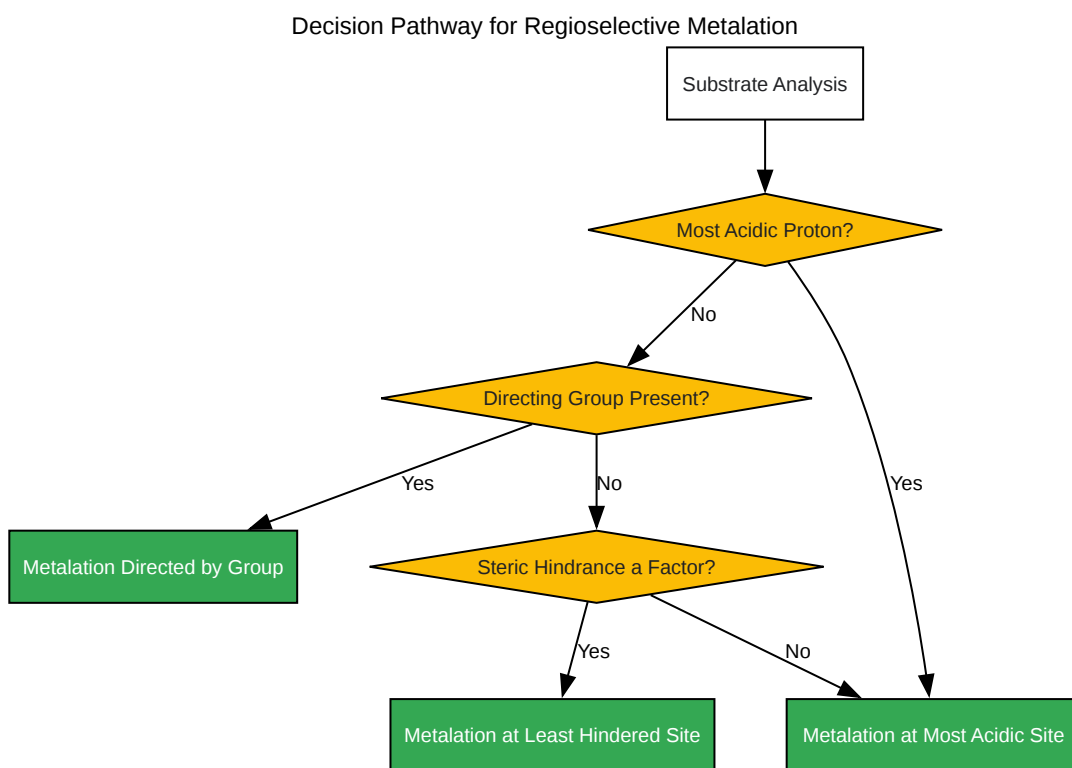 Decision Pathway for Regioselective Metalation
Substrate Analysis
Most Acidic Proton?
No
Directing Group Present?
Yes
Yes
No
Metalation Directed by Group
Steric Hindrance a Factor?
Yes
No
Metalation at Least Hindered Site
Metalation at Most Acidic Site